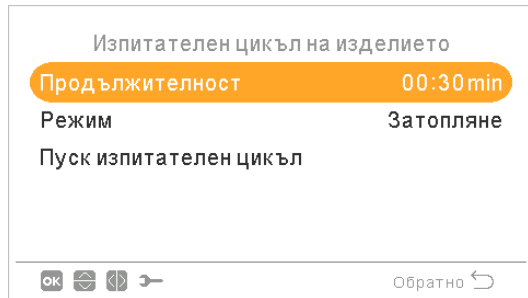 Изпитателен цикъл на изделието
Продължителност 00:30min
Режим Затопляне
Пуск изпитателен цикъл
OK Обратно